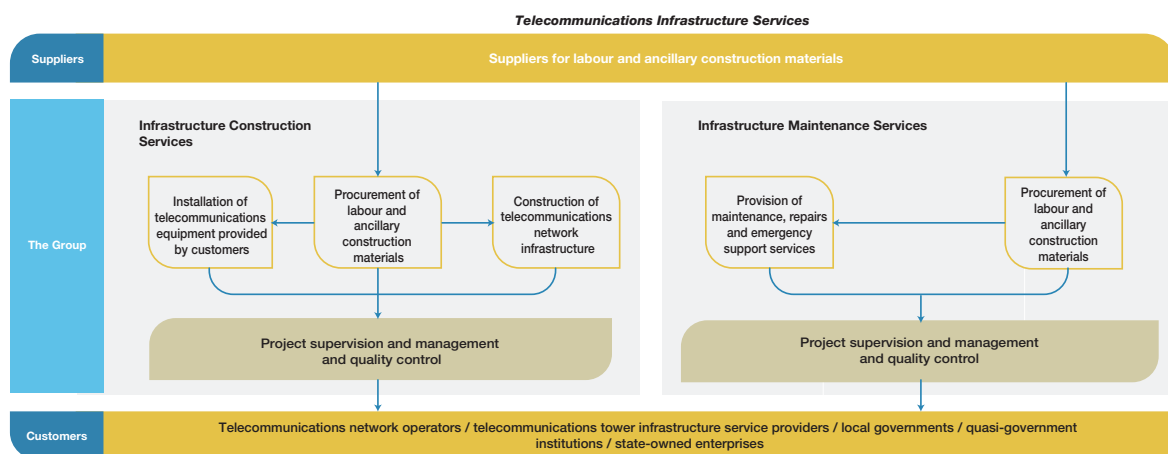 Telecommunications Infrastructure Services
Suppliers
Suppliers for labour and ancillary construction materials
The Group
Infrastructure Construction
Services
Installation of
telecommunications
equipment provided
by customers
Procurement of
labour and
ancillary
construction
materials
Construction of
telecommunications
network
infrastructure
Project supervision and management
and quality control
Infrastructure Maintenance Services
Provision of
maintenance, repairs
and emergency
support services
Procurement of
labour and
ancillary
construction
materials
Project supervision and management
and quality control
Customers
Telecommunications network operators / telecommunications tower infrastructure service providers / local governments / quasi-government
institutions / state-owned enterprises